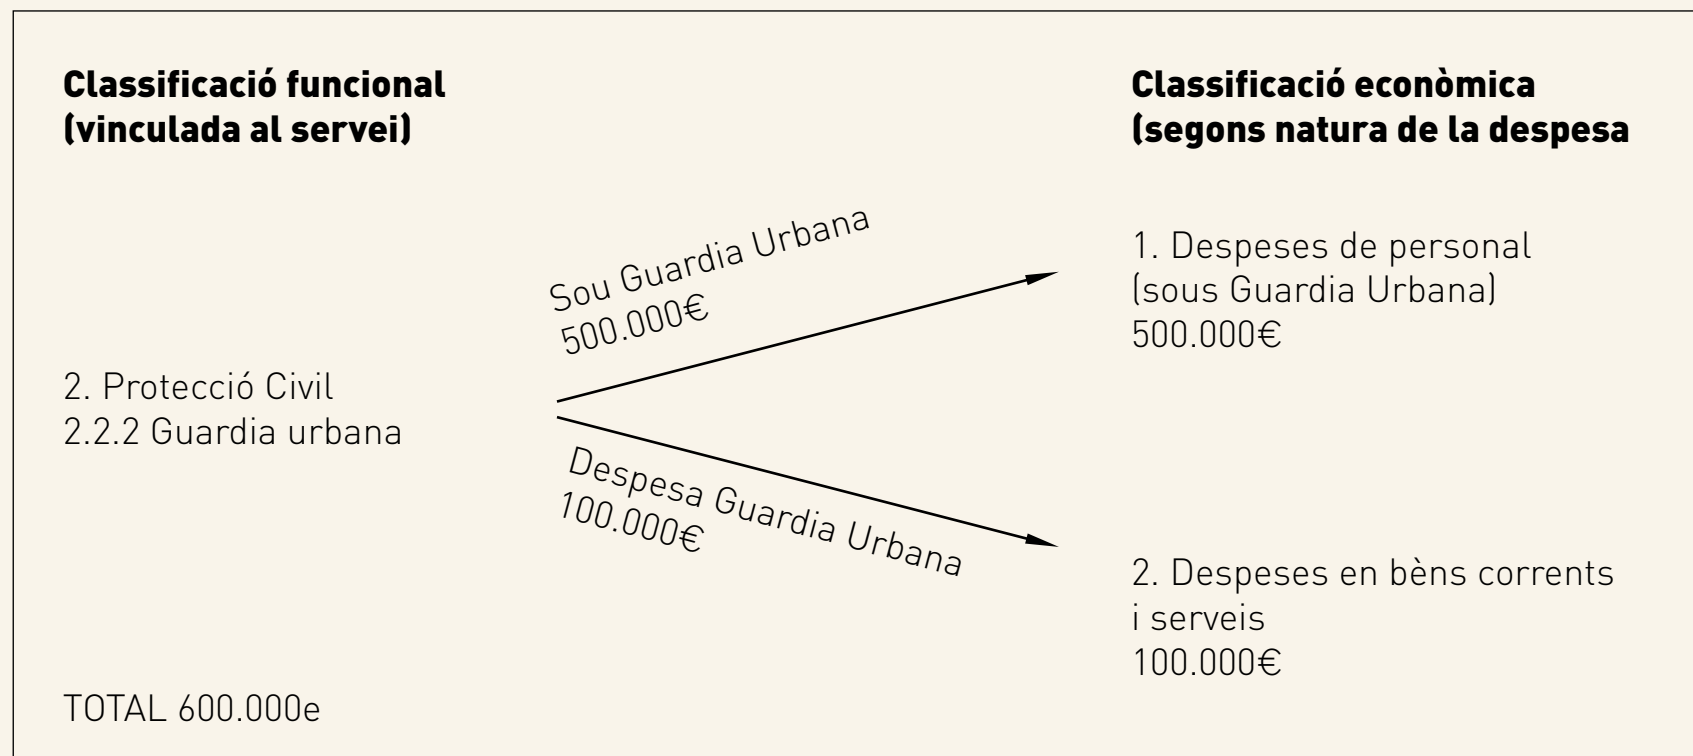 Classificació funcional
(vinculada al servei)
Classificació econòmica
(segons natura de la despesa
Sou Guardia Urbana
500.000€
1. Despeses de personal
(sous Guardia Urbana)
500.000€
2. Protecció Civil
2.2.2 Guardia urbana
Despesa Guardia Urbana
100.000€
2. Despeses en bèns corrents
i serveis
100.000€
TOTAL 600.000e